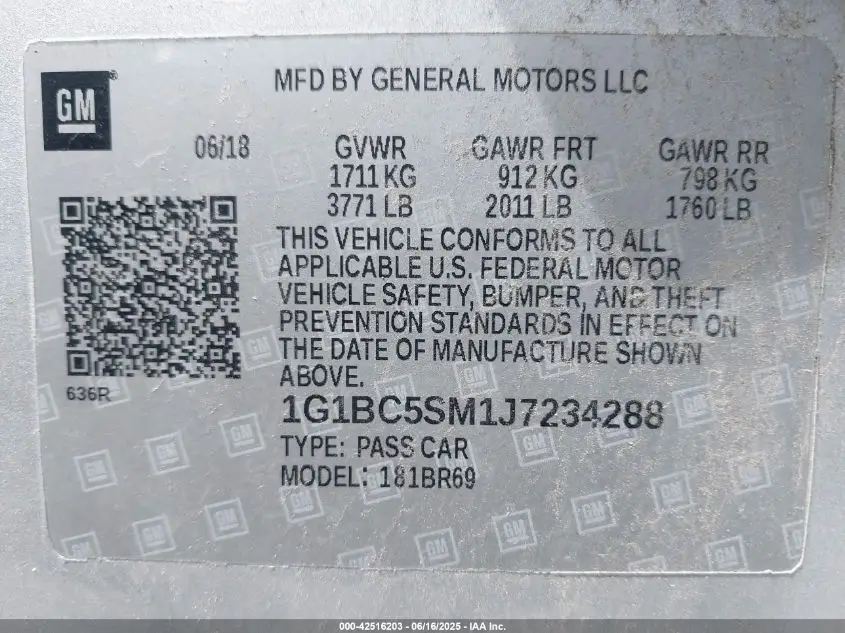 GM
MFD BY GENERAL MOTORS LLC
06/18 GVWR GAWR FRT GAWR RR
1711 KG 912 KG 798 KG
3771 LB 2011 LB 1760 LB
THIS VEHICLE CONFORMS TO ALL
APPLICABLE U.S. FEDERAL MOTOR
VEHICLE SAFETY, BUMPER, AND THEFT
PREVENTION STANDARDS IN EFFECT ON
THE DATE OF MANUFACTURE SHOWN
ABOVE.
636R
1G1BC5SM1J7234288
TYPE: PASS CAR
MODEL: 181BR69
000-42516203 - 06/16/2025 - IAA Inc.